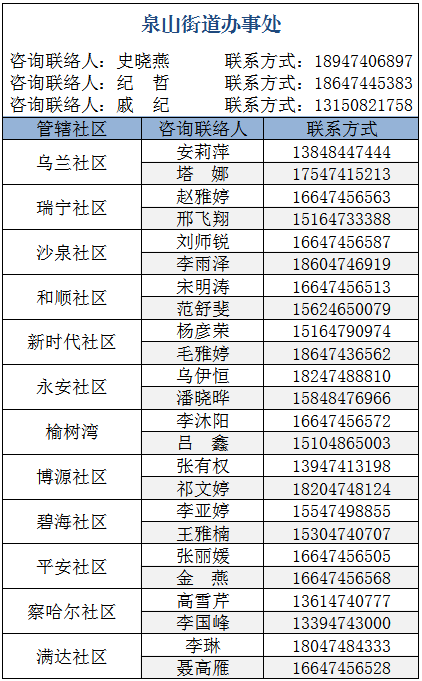 泉山街道办事处
咨询联络人：史晓燕 联系方式：18947406897
咨询联络人：纪 哲 联系方式：18647445383
咨询联络人：戚 纪 联系方式：13150821758
管辖社区 咨询联络人 联系方式
乌兰社区 安莉萍 13848447444
塔 娜 17547415213
瑞宁社区 赵雅婷 16647456563
邢飞翔 15164733388
沙泉社区 刘师锐 16647456587
李雨泽 18604746919
和顺社区 宋明涛 16647456513
范舒斐 15624650079
新时代社区 杨彦荣 15164790974
毛雅婷 18647436562
永安社区 乌伊恒 18247488810
潘晓晔 15848476966
榆树湾 李沐阳 16647456572
吕 鑫 15104865003
博源社区 张有权 13947413198
祁文婷 18204748124
碧海社区 李亚婷 15547498855
王雅楠 15304740707
平安社区 张丽媛 16647456505
金 燕 16647456568
察哈尔社区 高雪芹 13614740777
李国峰 13394743000
满达社区 李琳 18047484333
聂高雁 16647456528